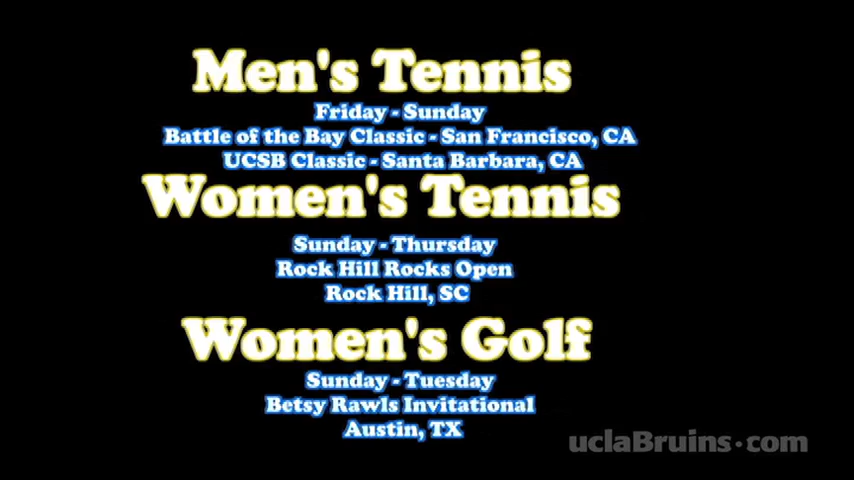 Men's Tennis
Friday - Sunday
Battle of the Bay Classic - San Francisco, CA
UCSB Classic - Santa Barbara, CA
Women's Tennis
Sunday - Thursday
Rock Hill Rocks Open
Rock Hill, SC
Women's Golf
Sunday - Tuesday
Betsy Rawls Invitational
Austin, TX
uclaBruins.com